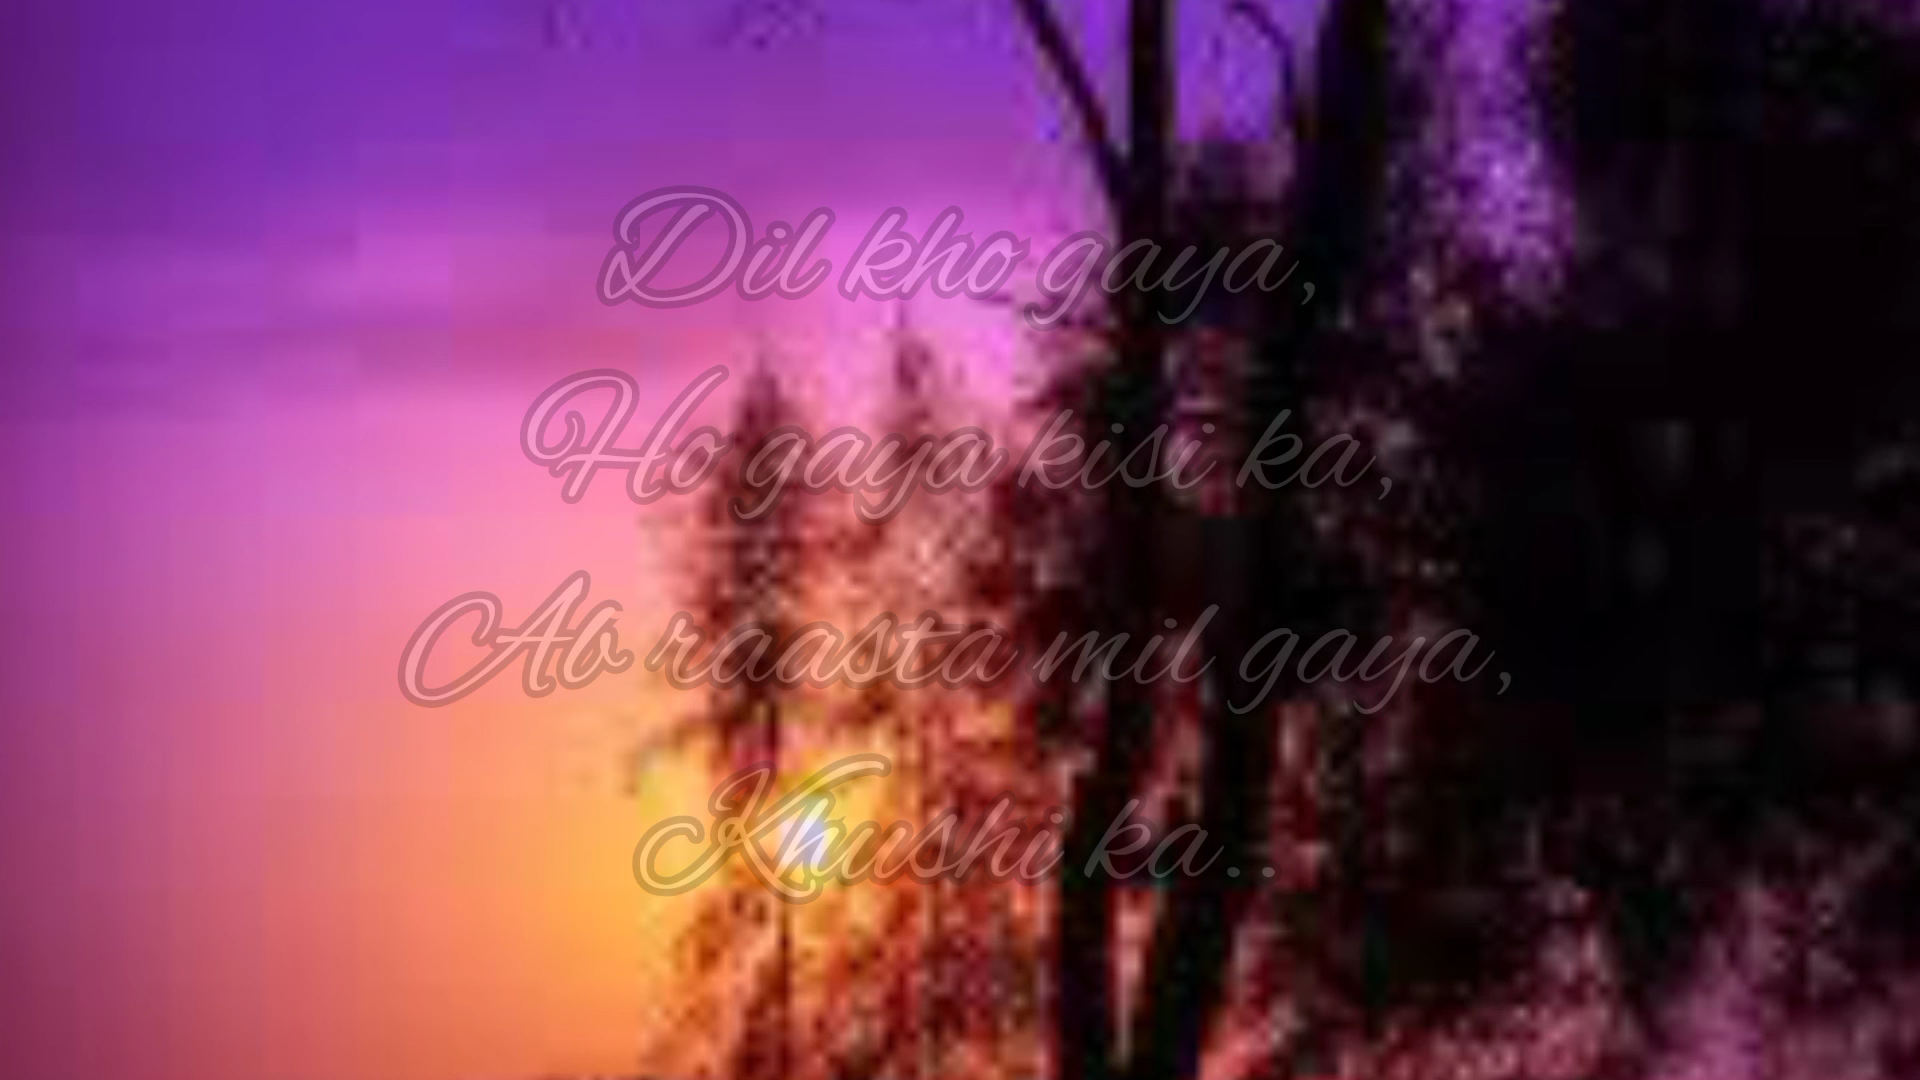 Dil kho gaya,
Ho gaya kisi ka,
Ab raasta mil gaya,
Khushi ka..